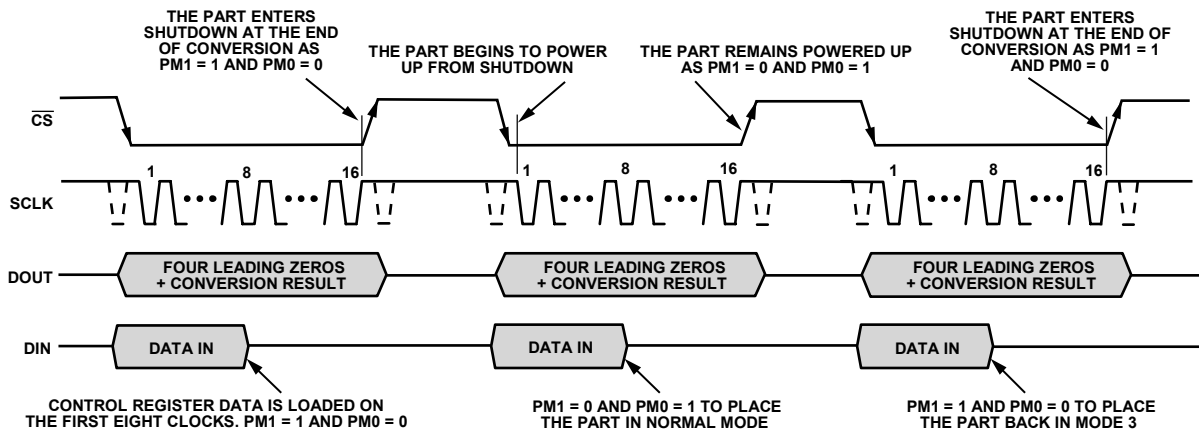 THE PART ENTERS
SHUTDOWN AT THE END
OF CONVERSION AS
PM1 = 1 AND PM0 = 0
THE PART BEGINS TO POWER
UP FROM SHUTDOWN
THE PART REMAINS POWERED UP
AS PM1 = 0 AND PM0 = 1
THE PART ENTERS
SHUTDOWN AT THE END OF
CONVERSION AS PM1 = 1
AND PM0 = 0
CS
1 8 16 1 8 16 1 8 16
SCLK
DOUT
FOUR LEADING ZEROS
+ CONVERSION RESULT
FOUR LEADING ZEROS
+ CONVERSION RESULT
FOUR LEADING ZEROS
+ CONVERSION RESULT
DIN
DATA IN
DATA IN
DATA IN
CONTROL REGISTER DATA IS LOADED ON
THE FIRST EIGHT CLOCKS. PM1 = 1 AND PM0 = 0
PM1 = 0 AND PM0 = 1 TO PLACE
THE PART IN NORMAL MODE
PM1 = 1 AND PM0 = 0 TO PLACE
THE PART BACK IN MODE 3